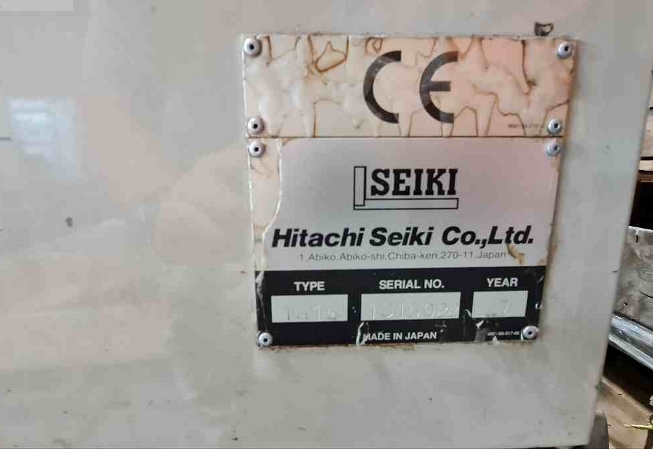 CE
SEIKI
Hitachi Seiki Co.,Ltd.
1, Abiko, Abiko-shi, Chiba-ken, 270-11, Japan
TYPE SERIAL NO. YEAR
MADE IN JAPAN